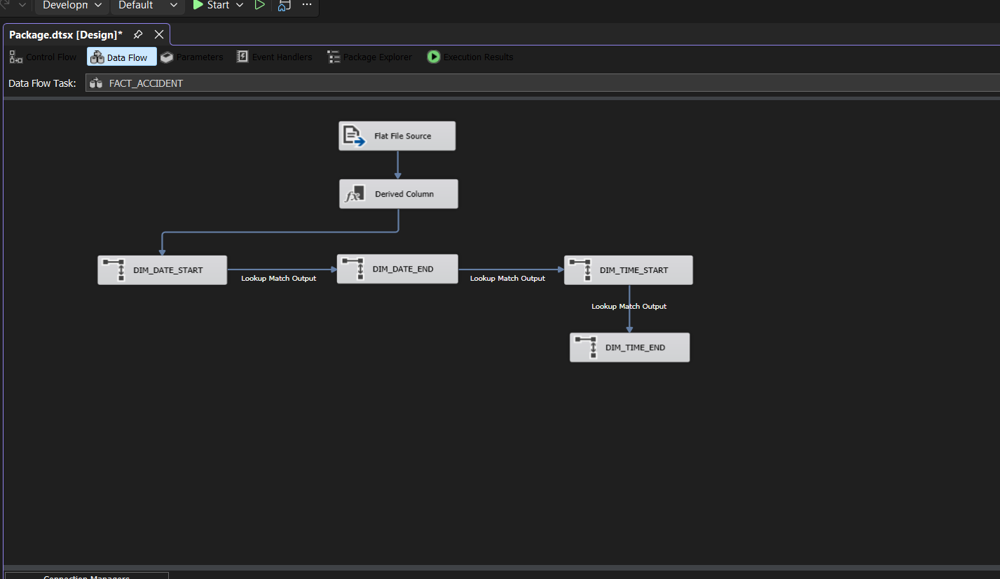 Developm Default Start ...
Package.dtsx [Design]*
Control Flow Data Flow Parameters Event Handlers Package Explorer Execution Results
Data Flow Task: FACT_ACCIDENT
Flat File Source
Derived Column
DIM_DATE_START DIM_DATE_END DIM_TIME_START
Lookup Match Output Lookup Match Output
Lookup Match Output
DIM_TIME_END
Connection Managers